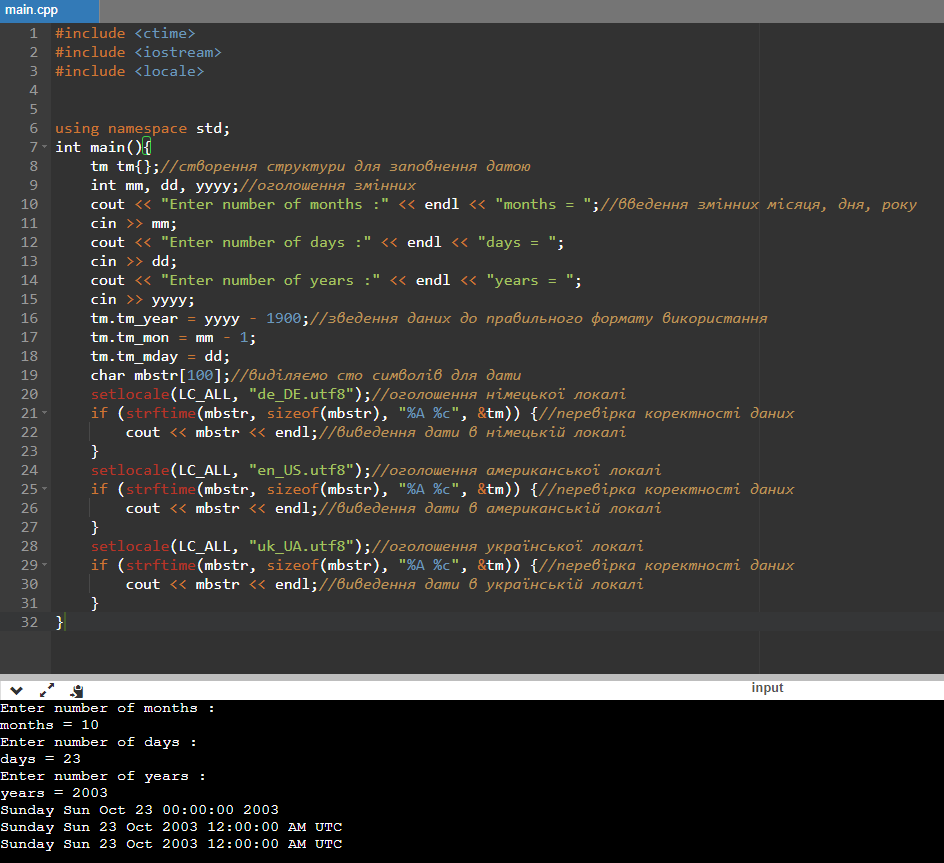 main.cpp
1 #include <ctime>
2 #include <iostream>
3 #include <locale>
4
5
6 using namespace std;
7 int main(){
8 tm tm{};//створення структури для заповнення датою
9 int mm, dd, yyyy;//оголошення змінних
10 cout << "Enter number of months :" << endl << "months = ";//введення змінних місяця, дня, року
11 cin >> mm;
12 cout << "Enter number of days :" << endl << "days = ";
13 cin >> dd;
14 cout << "Enter number of years :" << endl << "years = ";
15 cin >> yyyy;
16 tm.tm_year = yyyy - 1900;//зведення даних до правильного формату використання
17 tm.tm_mon = mm - 1;
18 tm.tm_mday = dd;
19 char mbstr[100];//виділяємо сто символів для дати
20 setlocale(LC_ALL, "de_DE.utf8");//оголошення німецької локалі
21 if (strftime(mbstr, sizeof(mbstr), "%A %c", &tm)) {//перевірка коректності даних
22 cout << mbstr << endl;//виведення дати в німецькій локалі
23 }
24 setlocale(LC_ALL, "en_US.utf8");//оголошення американської локалі
25 if (strftime(mbstr, sizeof(mbstr), "%A %c", &tm)) {//перевірка коректності даних
26 cout << mbstr << endl;//виведення дати в американській локалі
27 }
28 setlocale(LC_ALL, "uk_UA.utf8");//оголошення української локалі
29 if (strftime(mbstr, sizeof(mbstr), "%A %c", &tm)) {//перевірка коректності даних
30 cout << mbstr << endl;//виведення дати в українській локалі
31 }
32 }
input
Enter number of months :
months = 10
Enter number of days :
days = 23
Enter number of years :
years = 2003
Sunday Sun Oct 23 00:00:00 2003
Sunday Sun 23 Oct 2003 12:00:00 AM UTC
Sunday Sun 23 Oct 2003 12:00:00 AM UTC